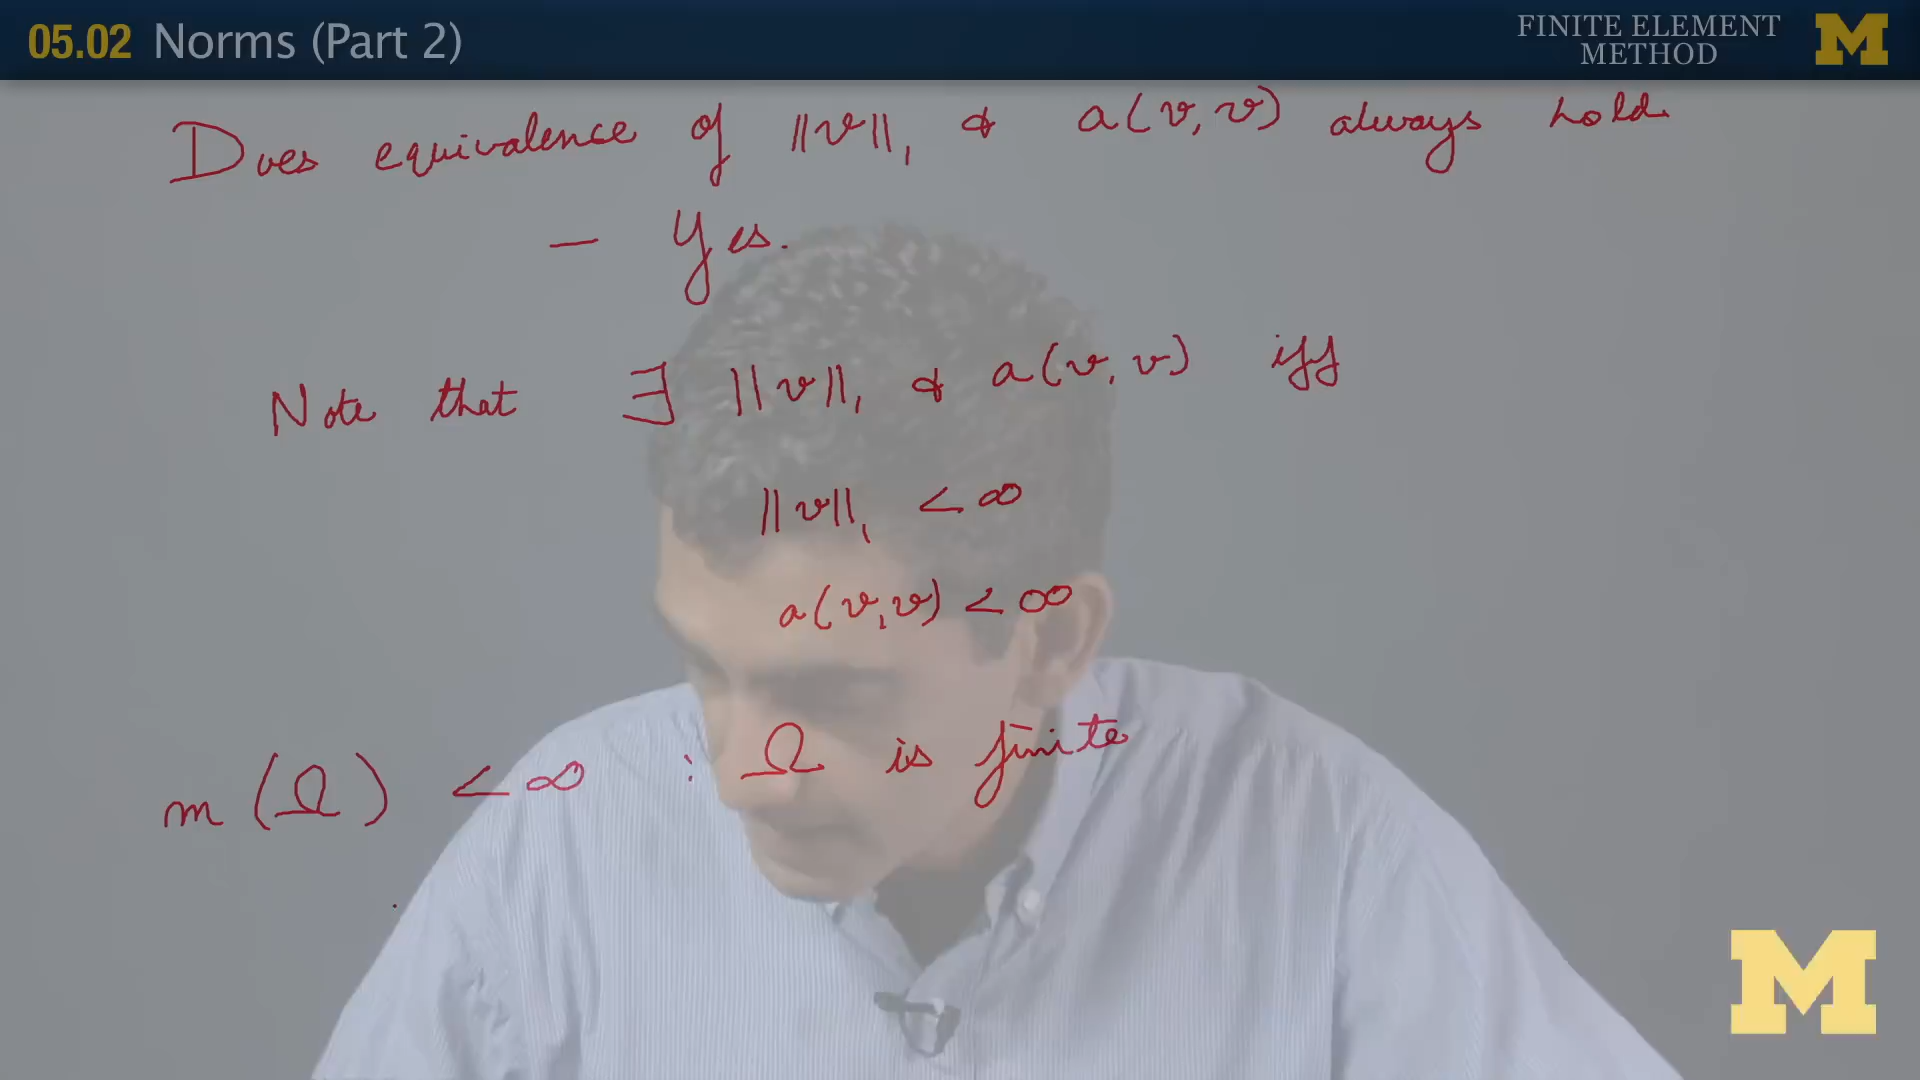 05.02 Norms (Part 2)
FINITE ELEMENT
METHOD
M
Does equivalence of ||v||₁ & a(v, v) always hold
— Yes.
Note that ∃ ||v||₁ & a(v, v) iff
||v||₁ < ∞
a(v, v) < ∞
m(Ω) < ∞ : Ω is finite
M